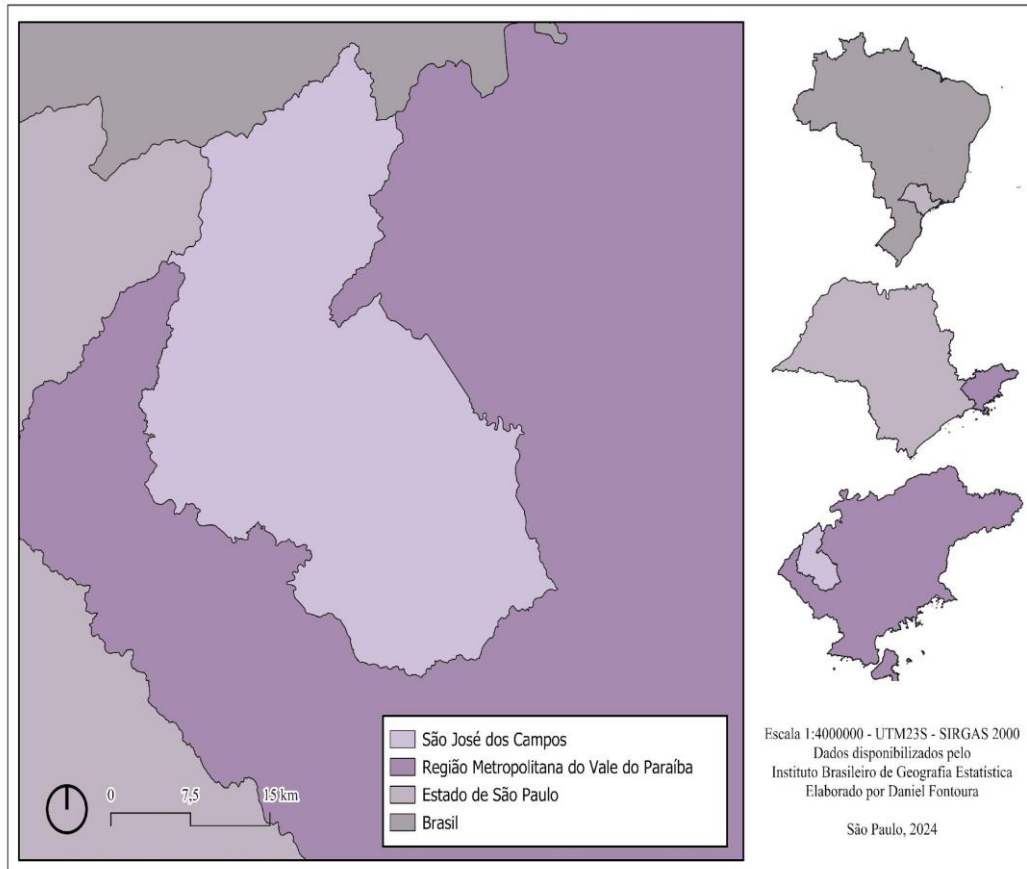 0
7,5
15 km
São José dos Campos
Região Metropolitana do Vale do Paraíba
Estado de São Paulo
Brasil
Escala 1:4000000 - UTM23S - SIRGAS 2000
Dados disponibilizados pelo
Instituto Brasileiro de Geografia Estatística
Elaborado por Daniel Fontoura
São Paulo, 2024